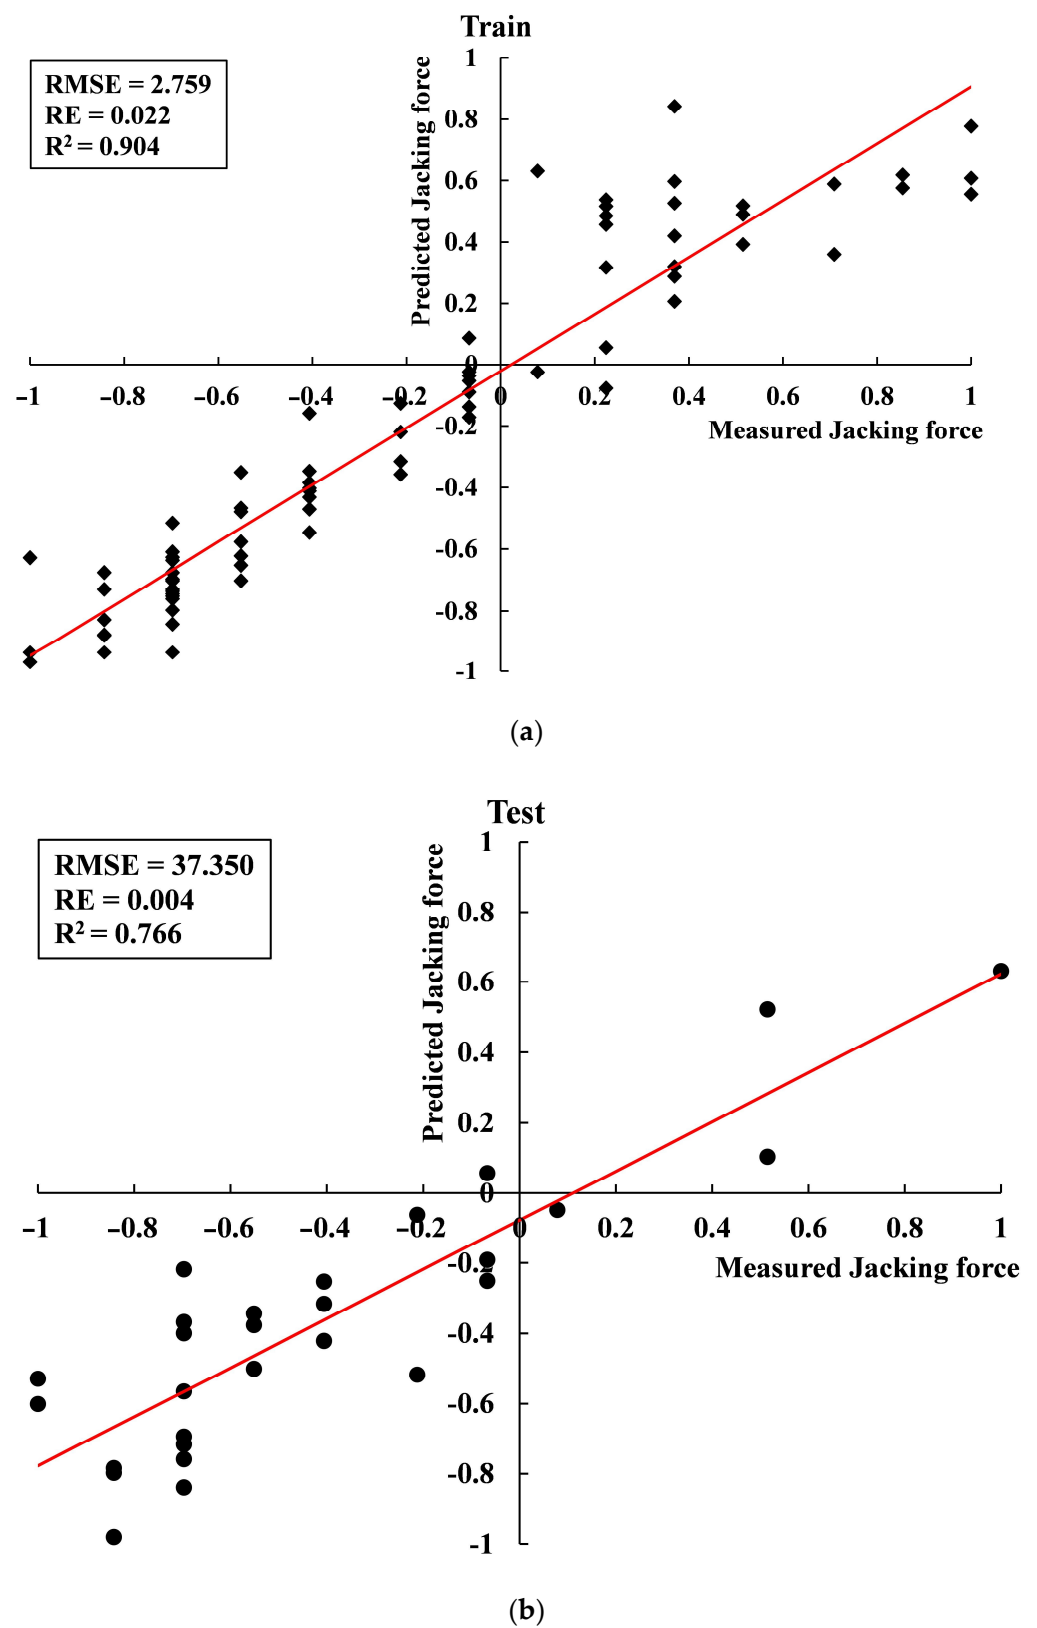 Train
RMSE = 2.759
RE = 0.022
R² = 0.904
Predicted Jacking force
1
0.8
0.6
0.4
0.2
0
-0.2
-0.4
-0.6
-0.8
-1
-1 -0.8 -0.6 -0.4 -0.2 0 0.2 0.4 0.6 0.8 1
Measured Jacking force
(a)
Test
RMSE = 37.350
RE = 0.004
R² = 0.766
Predicted Jacking force
1
0.8
0.6
0.4
0.2
0
-0.2
-0.4
-0.6
-0.8
-1
-1 -0.8 -0.6 -0.4 -0.2 0 0.2 0.4 0.6 0.8 1
Measured Jacking force
(b)